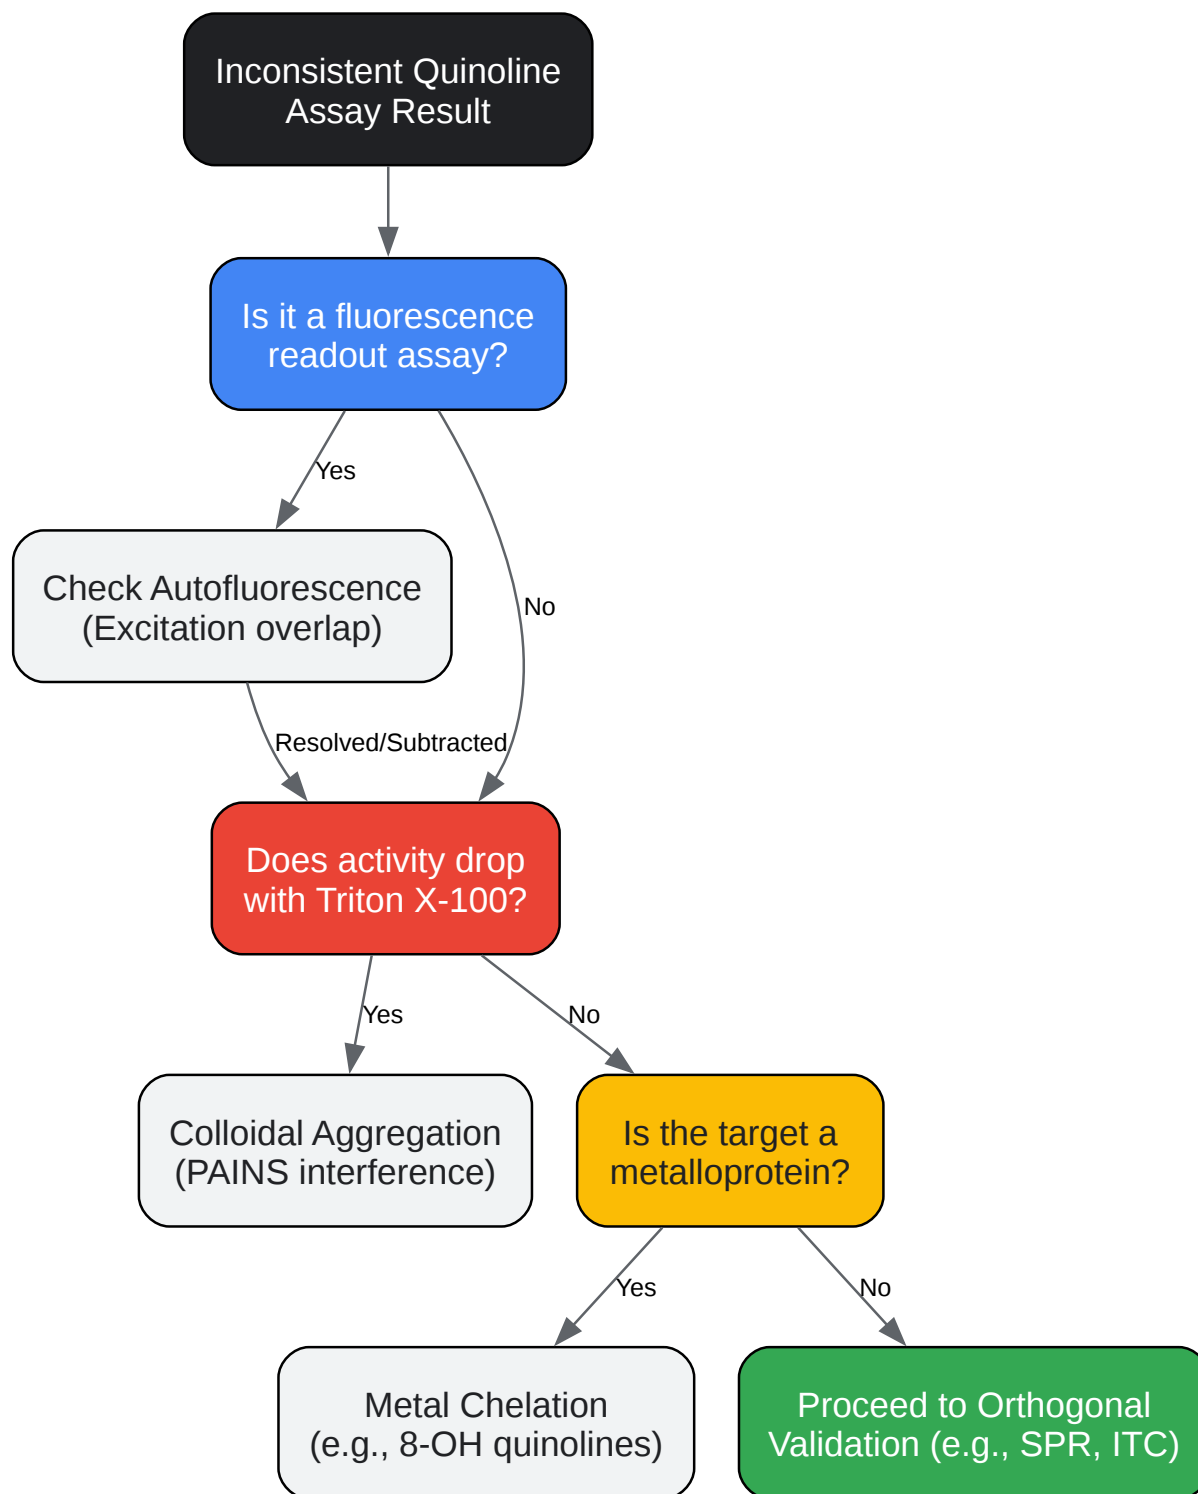 Inconsistent Quinoline
Assay Result
Is it a fluorescence
readout assay?
Yes
No
Check Autofluorescence
(Excitation overlap)
Resolved/Subtracted
Does activity drop
with Triton X-100?
Yes
No
Colloidal Aggregation
(PAINS interference)
Is the target a
metalloprotein?
Yes
No
Metal Chelation
(e.g., 8-OH quinolines)
Proceed to Orthogonal
Validation (e.g., SPR, ITC)